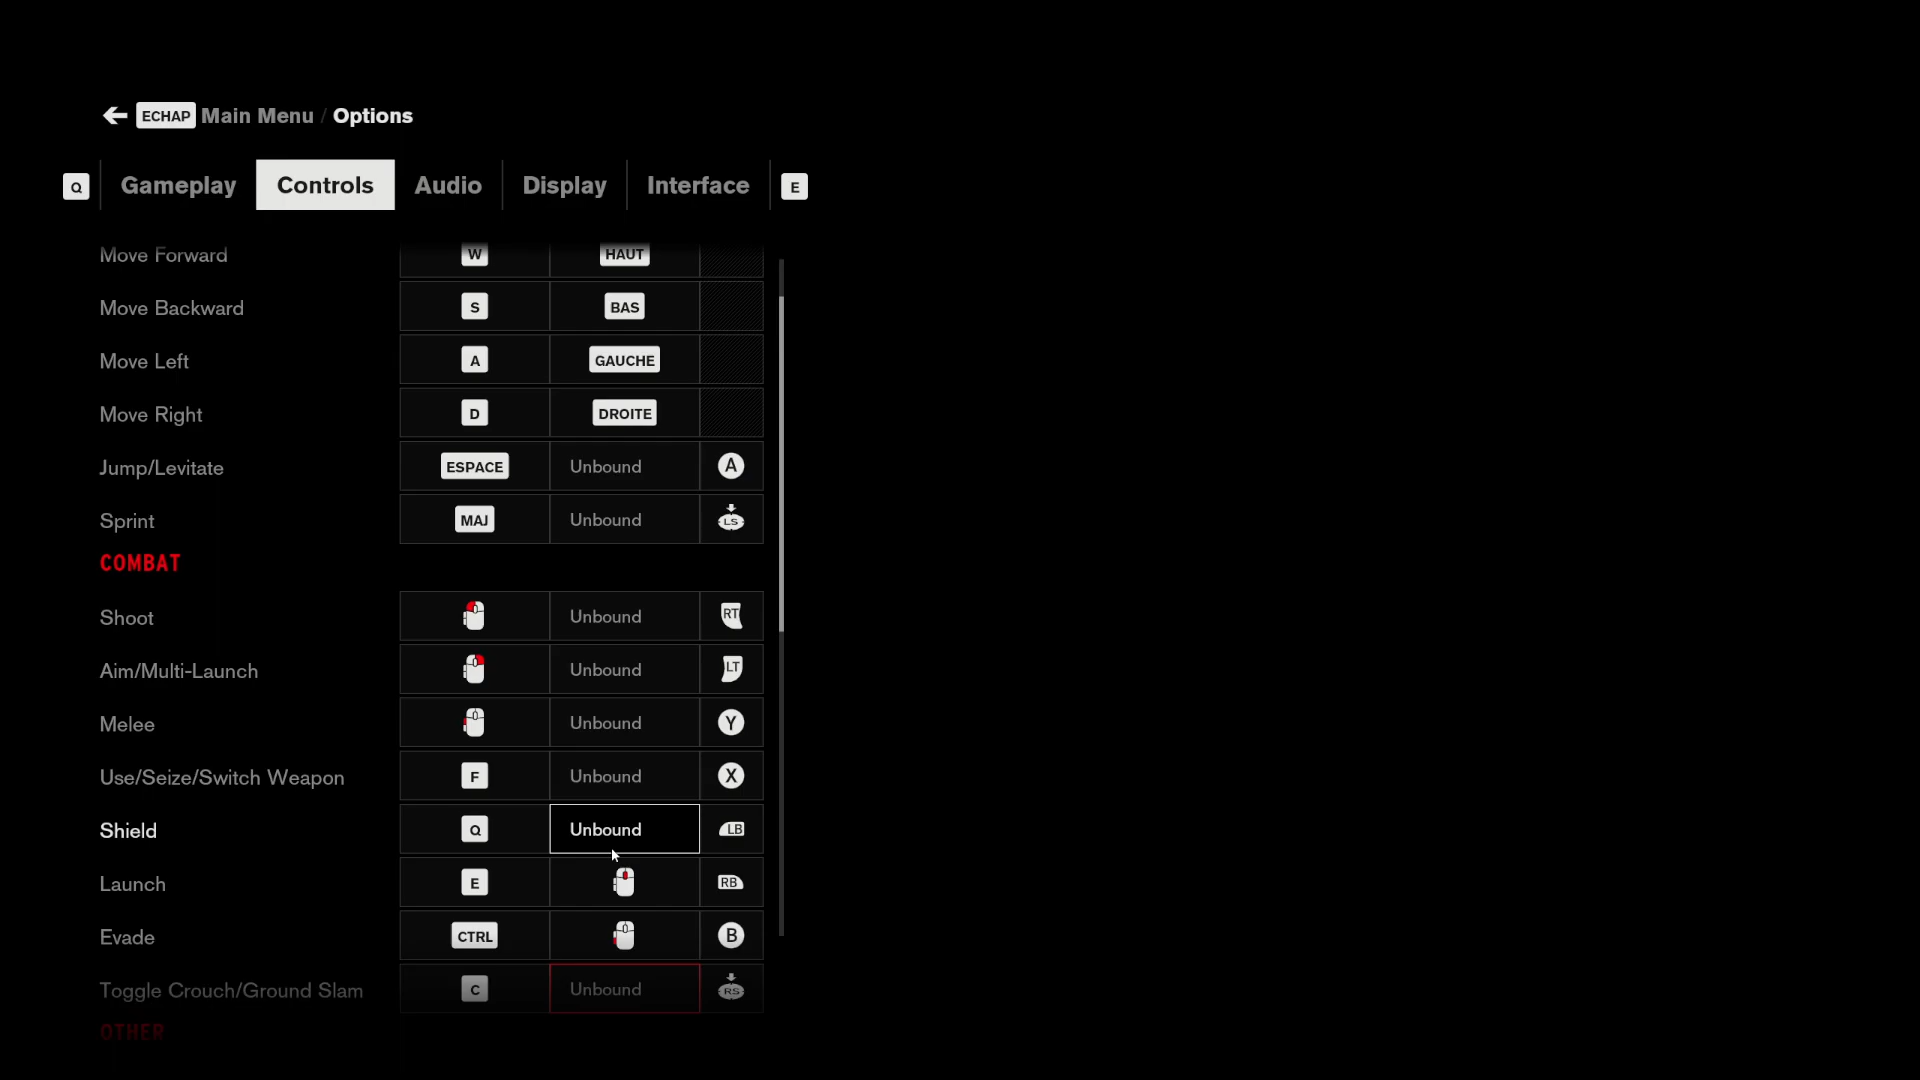 ECHAP Main Menu / Options
Q Gameplay Controls Audio Display Interface E
Move Forward W HAUT
Move Backward S BAS
Move Left A GAUCHE
Move Right D DROITE
Jump/Levitate ESPACE Unbound A
Sprint MAJ Unbound LS
COMBAT
Shoot Unbound RT
Aim/Multi-Launch Unbound LT
Melee Unbound Y
Use/Seize/Switch Weapon F Unbound X
Shield Q Unbound LB
Launch E RB
Evade CTRL B
Toggle Crouch/Ground Slam C Unbound RS
OTHER